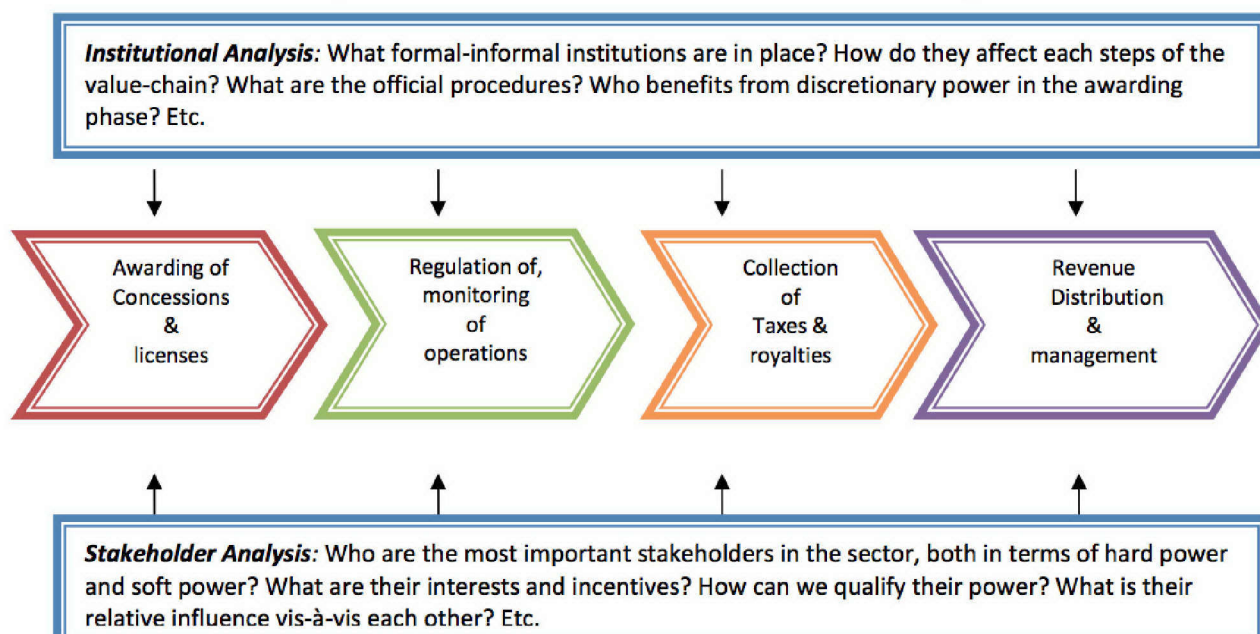 Institutional Analysis: What formal-informal institutions are in place? How do they affect each steps of the
value-chain? What are the official procedures? Who benefits from discretionary power in the awarding
phase? Etc.
Awarding of
Concessions
&
licenses
Regulation of,
monitoring
of
operations
Collection
of
Taxes &
royalties
Revenue
Distribution
&
management
Stakeholder Analysis: Who are the most important stakeholders in the sector, both in terms of hard power
and soft power? What are their interests and incentives? How can we qualify their power? What is their
relative influence vis-à-vis each other? Etc.